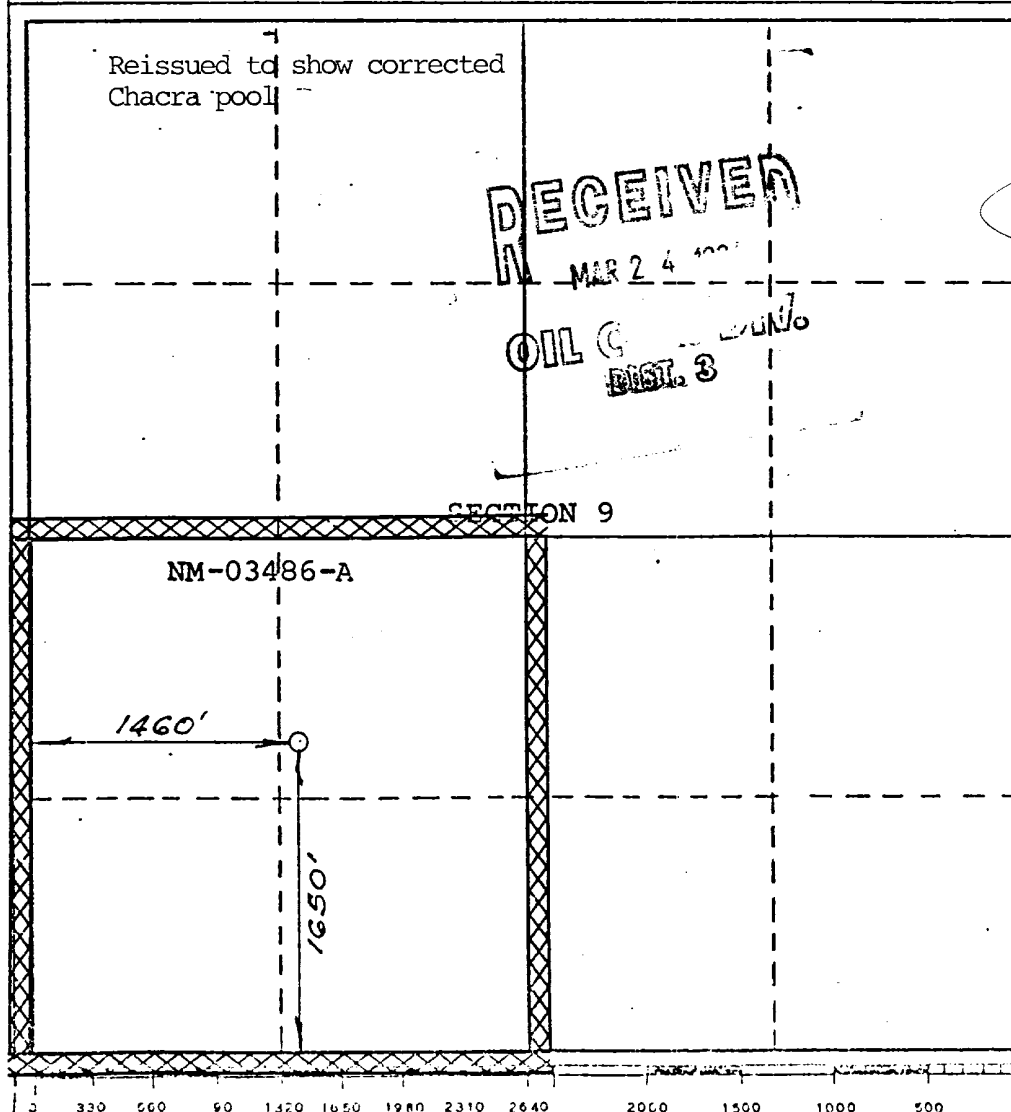 Reissued to show corrected
Chacra pool
RECEIVED
MAR 2 4
OIL
DIST. 3
SECTION 9
NM-03486-A
1460'
1650'
330 1320 1650 1980 2310 2640 2000 1500 1000 500